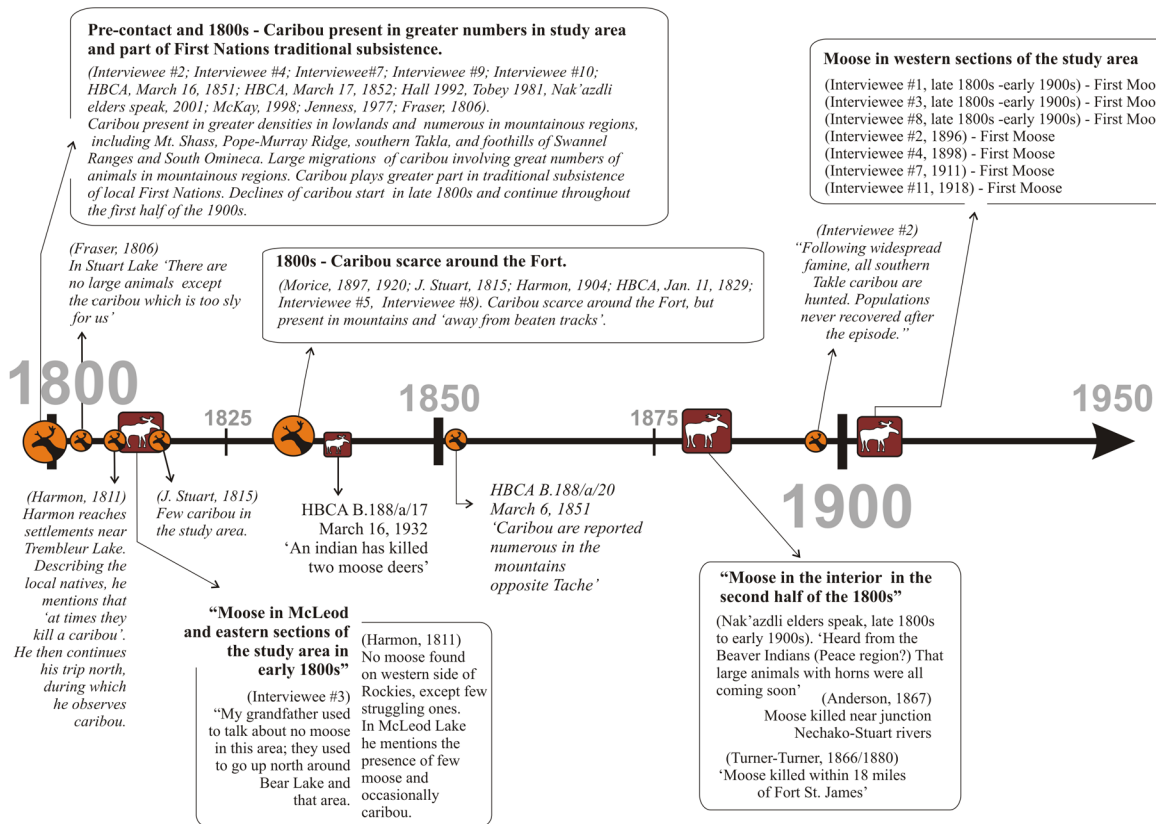 Pre-contact and 1800s - Caribou present in greater numbers in study area
and part of First Nations traditional subsistence.
(Interviewee #2; Interviewee #4; Interviewee#7; Interviewee #9; Interviewee #10;
HBCA, March 16, 1851; HBCA, March 17, 1852; Hall 1992, Tobey 1981, Nak'azdli
elders speak, 2001; McKay, 1998; Jenness, 1977; Fraser, 1806).
Caribou present in greater densities in lowlands and numerous in mountainous regions,
including Mt. Shass, Pope-Murray Ridge, southern Takla, and foothills of Swannel
Ranges and South Omineca. Large migrations of caribou involving great numbers of
animals in mountainous regions. Caribou plays greater part in traditional subsistence
of local First Nations. Declines of caribou start in late 1800s and continue throughout
the first half of the 1900s.
Moose in western sections of the study area
(Interviewee #1, late 1800s -early 1900s) - First Moo
(Interviewee #3, late 1800s -early 1900s) - First Moo
(Interviewee #8, late 1800s -early 1900s) - First Moo
(Interviewee #2, 1896) - First Moose
(Interviewee #4, 1898) - First Moose
(Interviewee #7, 1911) - First Moose
(Interviewee #11, 1918) - First Moose
(Fraser, 1806)
In Stuart Lake 'There are
no large animals except
the caribou which is too sly
for us'
1800s - Caribou scarce around the Fort.
(Morice, 1897, 1920; J. Stuart, 1815; Harmon, 1904; HBCA, Jan. 11, 1829;
Interviewee #5, Interviewee #8). Caribou scarce around the Fort, but
present in mountains and 'away from beaten tracks'.
(Interviewee #2)
"Following widespread
famine, all southern
Takle caribou are
hunted. Populations
never recovered after
the episode."
1800
1825
1850
1875
1900
1950
(Harmon, 1811)
Harmon reaches
settlements near
Trembleur Lake.
Describing the
local natives, he
mentions that
'at times they
kill a caribou'.
He then continues
his trip north,
during which
he observes
caribou.
(J. Stuart, 1815)
Few caribou in
the study area.
HBCA B.188/a/17
March 16, 1932
'An indian has killed
two moose deers'
HBCA B.188/a/20
March 6, 1851
'Caribou are reported
numerous in the
mountains
opposite Tache'
"Moose in McLeod
and eastern sections of
the study area in
early 1800s"
(Interviewee #3)
"My grandfather used
to talk about no moose
in this area; they used
to go up north around
Bear Lake and
that area.
(Harmon, 1811)
No moose found
on western side of
Rockies, except few
struggling ones.
In McLeod Lake
he mentions the
presence of few
moose and
occasionally
caribou.
"Moose in the interior in the
second half of the 1800s"
(Nak'azdli elders speak, late 1800s
to early 1900s). 'Heard from the
Beaver Indians (Peace region?) That
large animals with horns were all
coming soon'
(Anderson, 1867)
Moose killed near junction
Nechako-Stuart rivers
(Turner-Turner, 1866/1880)
'Moose killed within 18 miles
of Fort St. James'